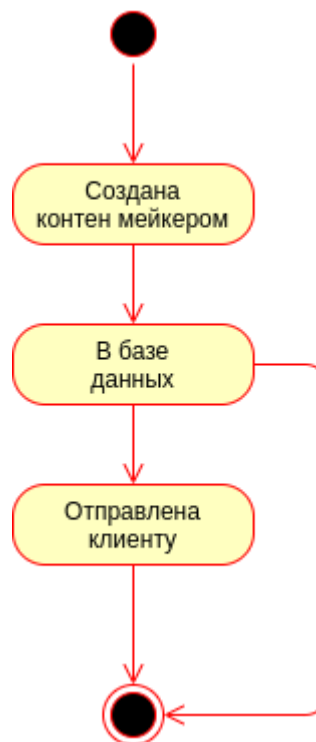 Создана
контен мейкером
В базе
данных
Отправлена
клиенту